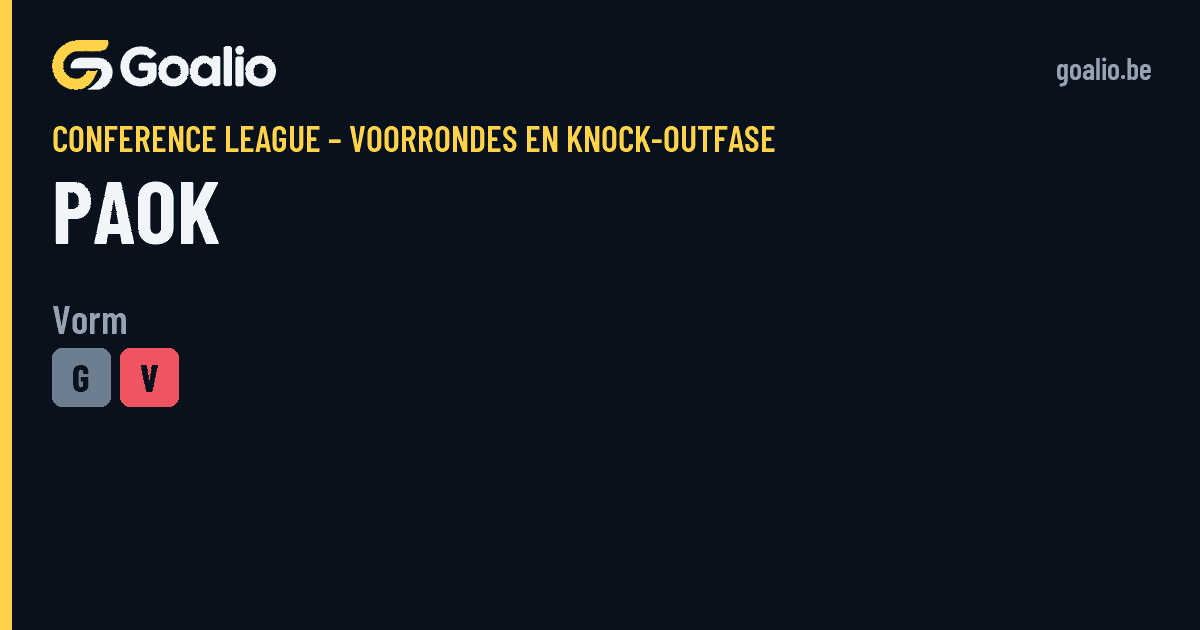 Goalio
goalio.be
CONFERENCE LEAGUE – VOORRONDES EN KNOCK-OUTFASE
PAOK
Vorm
G V